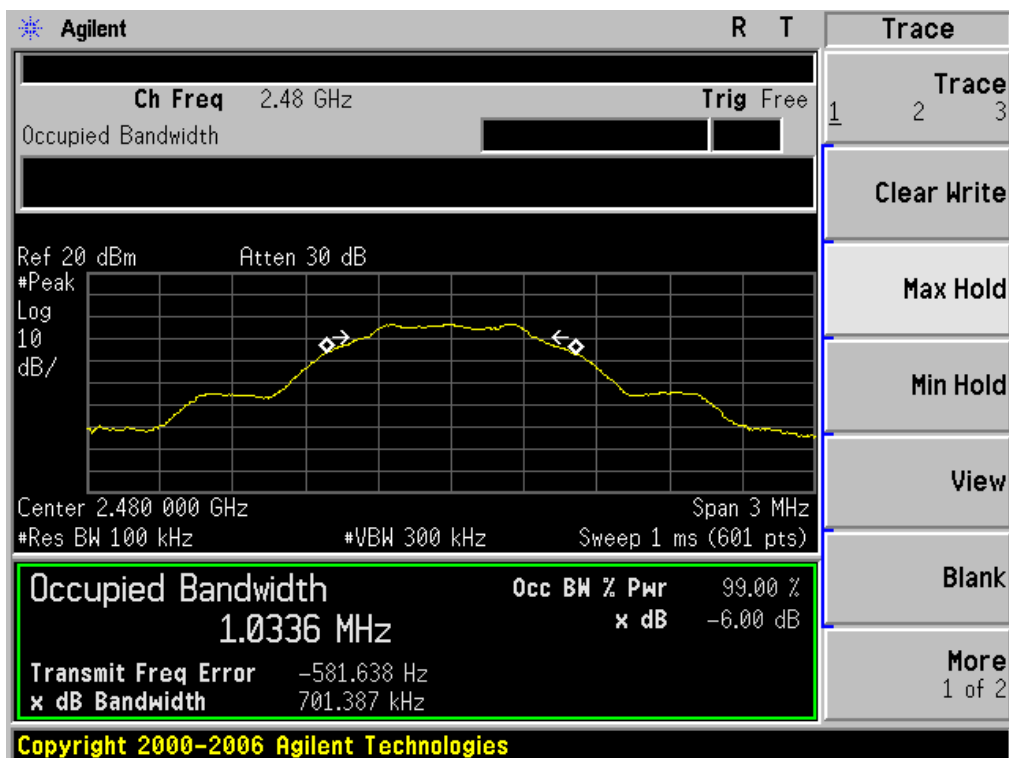 Agilent R T Trace
Ch Freq 2.48 GHz Trig Free
Occupied Bandwidth
Trace
1 2 3
Clear Write
Max Hold
Min Hold
View
Blank
More
1 of 2
Ref 20 dBm Atten 30 dB
#Peak
Log
10
dB/
Center 2.480 000 GHz Span 3 MHz
#Res BW 100 kHz #VBW 300 kHz Sweep 1 ms (601 pts)
Occupied Bandwidth Occ BW % Pwr 99.00 %
1.0336 MHz x dB -6.00 dB
Transmit Freq Error -581.638 Hz
x dB Bandwidth 701.387 kHz
Copyright 2000-2006 Agilent Technologies